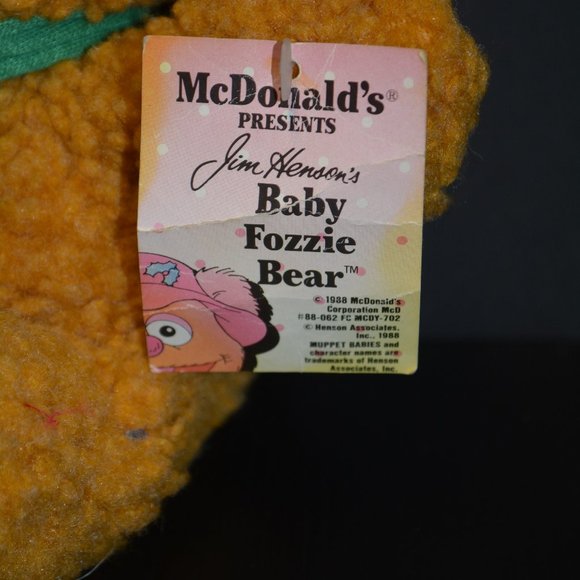 McDonald's®
PRESENTS
Jim Henson's
Baby
Fozzie
Bear™
© 1988 McDonald's
Corporation McD
#88-062 FC MCDY-702
© Henson Associates,
Inc., 1988
MUPPET BABIES and
character names are
trademarks of Henson
Associates, Inc.